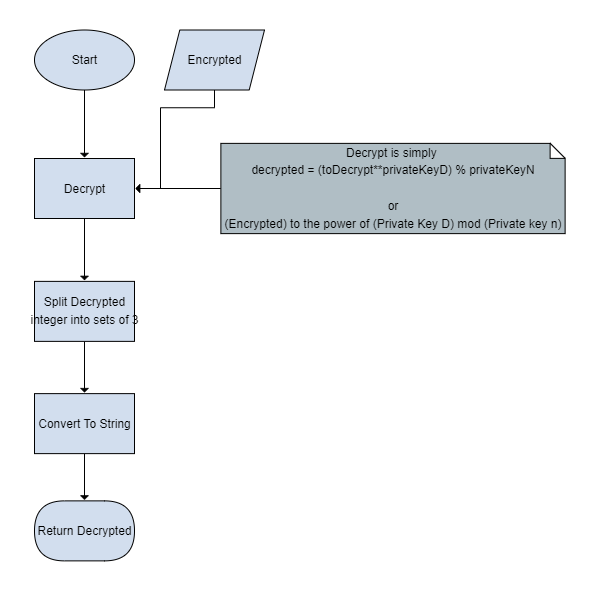 Start
Encrypted
Decrypt is simply
decrypted = (toDecrypt**privateKeyD) % privateKeyN
or
(Encrypted) to the power of (Private Key D) mod (Private key n)
Decrypt
Split Decrypted
integer into sets of 3
Convert To String
Return Decrypted